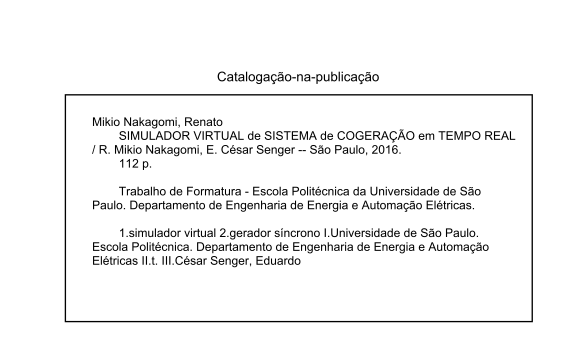 Catalogação-na-publicação
Mikio Nakagomi, Renato
SIMULADOR VIRTUAL de SISTEMA de COGERAÇÃO em TEMPO REAL
/ R. Mikio Nakagomi, E. César Senger -- São Paulo, 2016.
112 p.
Trabalho de Formatura - Escola Politécnica da Universidade de São
Paulo. Departamento de Engenharia de Energia e Automação Elétricas.
1.simulador virtual 2.gerador síncrono I.Universidade de São Paulo.
Escola Politécnica. Departamento de Engenharia de Energia e Automação
Elétricas II.t. III.César Senger, Eduardo